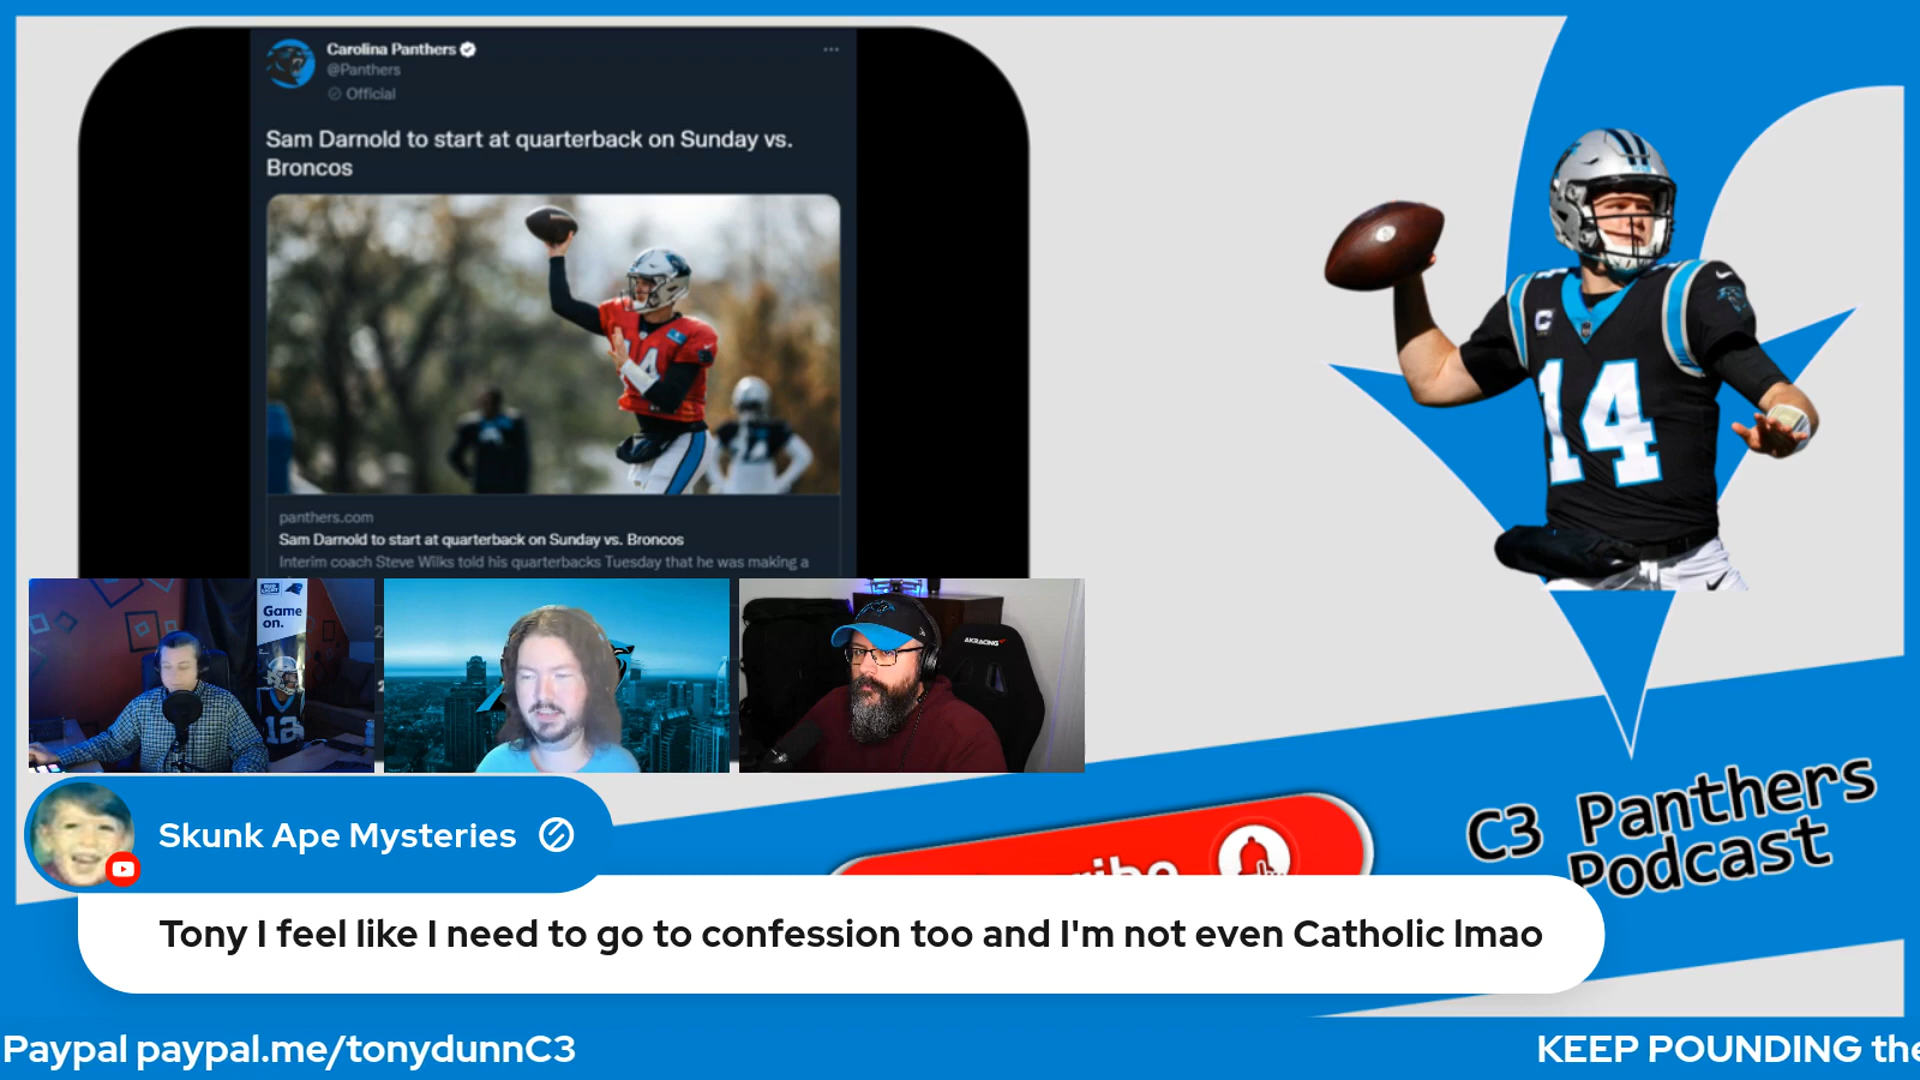 Carolina Panthers
@Panthers
Official
Sam Darnold to start at quarterback on Sunday vs.
Broncos
panthers.com
Sam Darnold to start at quarterback on Sunday vs. Broncos
Interim coach Steve Wilks told his quarterbacks Tuesday that he was making a
Game
on.
12
AKRACING
14
C
C3 Panthers
Podcast
Skunk Ape Mysteries
Tony I feel like I need to go to confession too and I'm not even Catholic lmao
Paypal paypal.me/tonydunnC3
KEEP POUNDING the